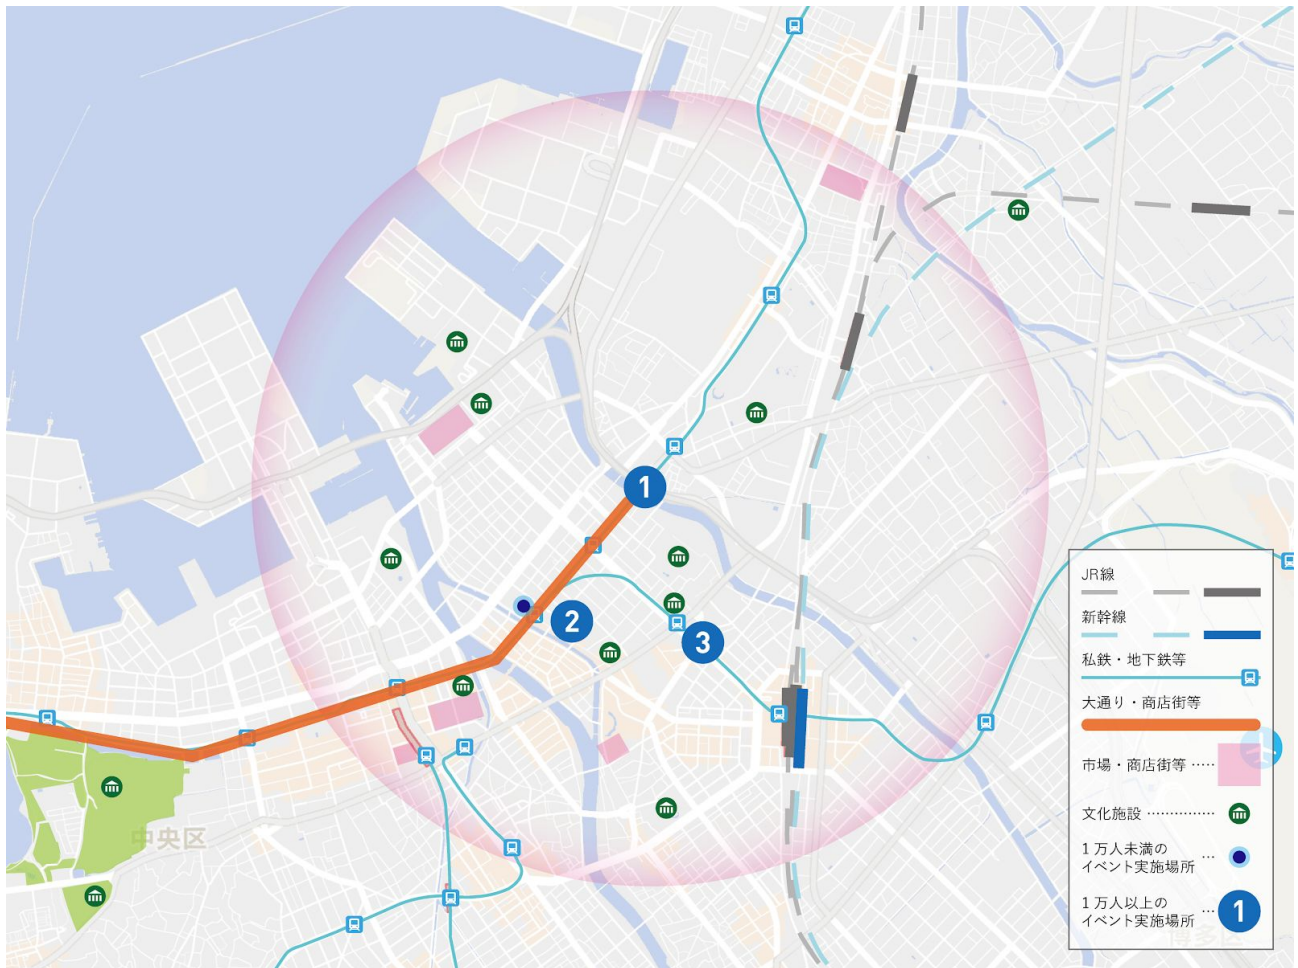 1
2
3
中央区
JR線
新幹線
私鉄・地下鉄等
大通り・商店街等
市場・商店街等 ·····
文化施設 ··············
1万人未満の
イベント実施場所 ···
1万人以上の
イベント実施場所 ··· 1
博多区